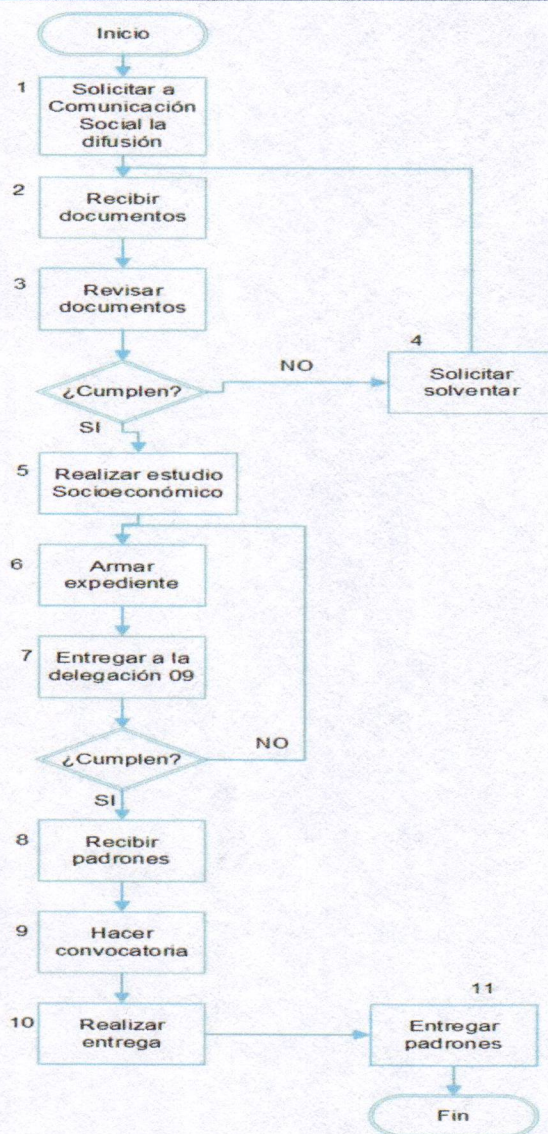 Inicio
1
Solicitar a
Comunicación
Social la
difusión
2
Recibir
documentos
3
Revisar
documentos
¿Cumplen?
NO
4
Solicitar
solventar
SI
5
Realizar estudio
Socioeconómico
6
Armar
expediente
7
Entregar a la
delegación 09
¿Cumplen?
NO
SI
8
Recibir
padrones
9
Hacer
convocatoria
10
Realizar
entrega
11
Entregar
padrones
Fin